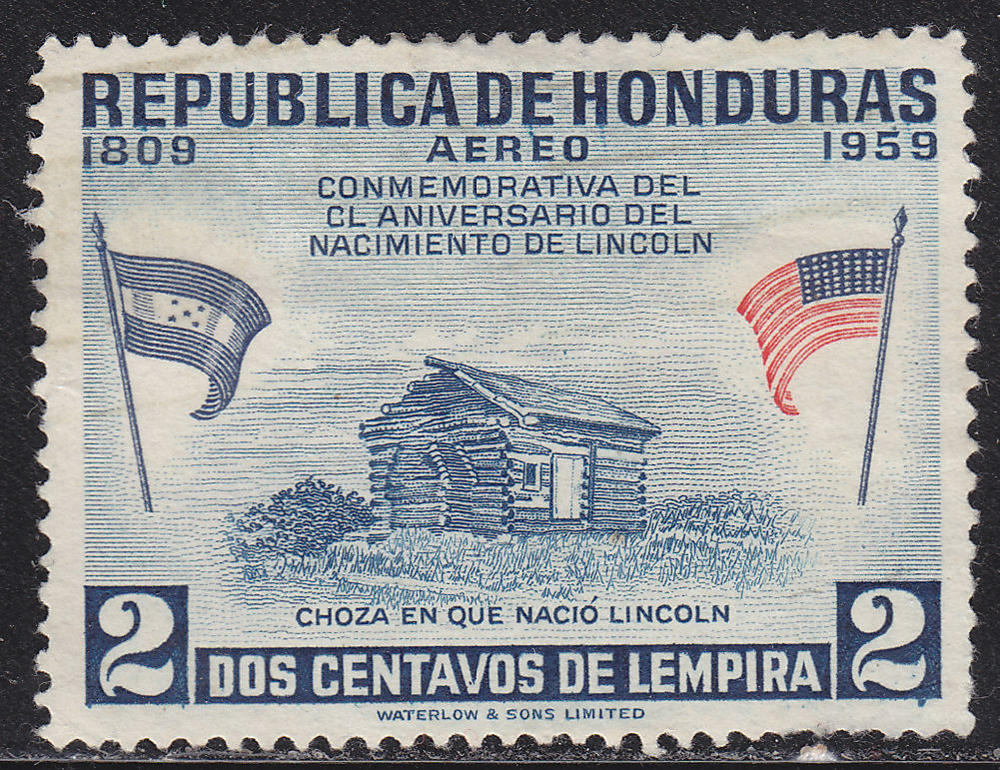 REPUBLICA DE HONDURAS
1809 AEREO 1959
CONMEMORATIVA DEL
CL ANIVERSARIO DEL
NACIMIENTO DE LINCOLN
CHOZA EN QUE NACIÓ LINCOLN
2 DOS CENTAVOS DE LEMPIRA 2
WATERLOW & SONS LIMITED